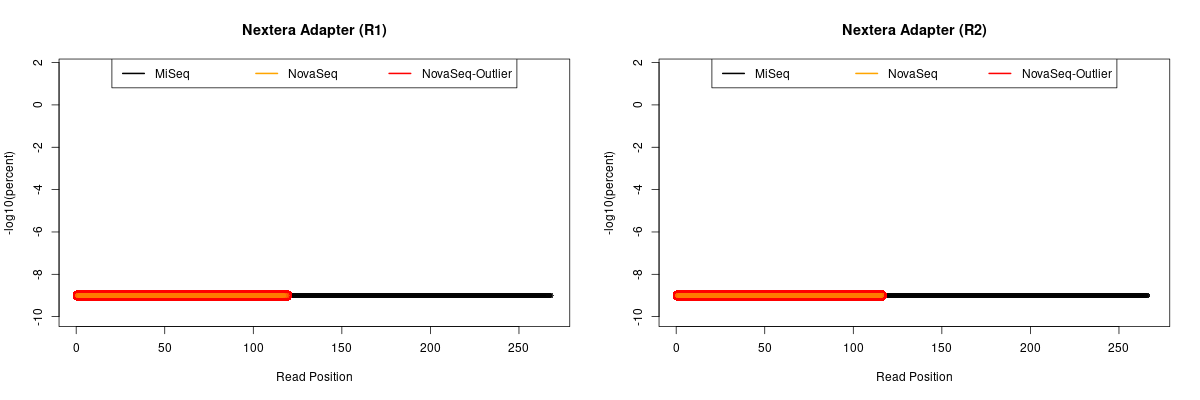 Nextera Adapter (R1)
MiSeq NovaSeq NovaSeq-Outlier
-log10(percent)
2
0
-2
-4
-6
-8
-10
0 50 100 150 200 250
Read Position
Nextera Adapter (R2)
MiSeq NovaSeq NovaSeq-Outlier
-log10(percent)
2
0
-2
-4
-6
-8
-10
0 50 100 150 200 250
Read Position